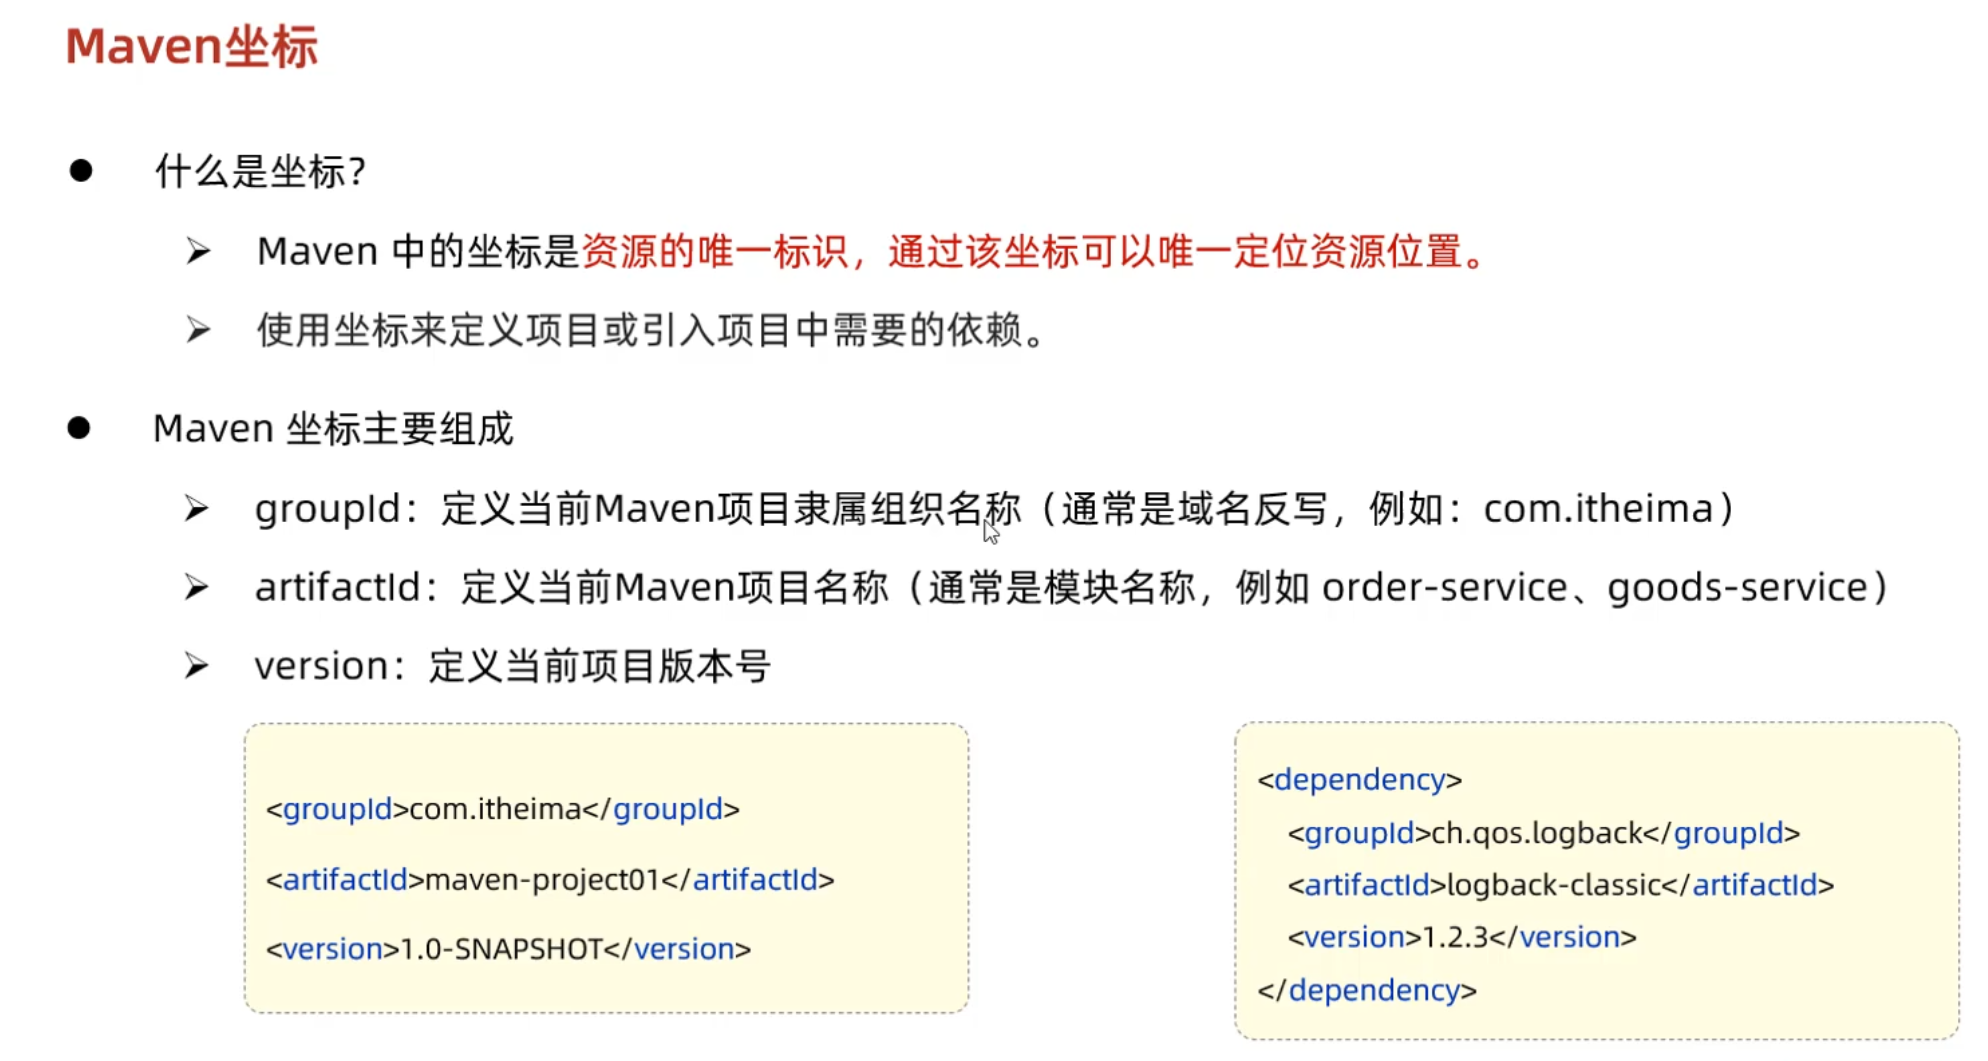 Maven坐标
什么是坐标？
Maven 中的坐标是资源的唯一标识，通过该坐标可以唯一定位资源位置。
使用坐标来定义项目或引入项目中需要的依赖。
Maven 坐标主要组成
groupId：定义当前Maven项目隶属组织名称（通常是域名反写，例如：com.itheima）
artifactId：定义当前Maven项目名称（通常是模块名称，例如 order-service、goods-service）
version：定义当前项目版本号
<groupId>com.itheima</groupId>
<artifactId>maven-project01</artifactId>
<version>1.0-SNAPSHOT</version>
<dependency>
<groupId>ch.qos.logback</groupId>
<artifactId>logback-classic</artifactId>
<version>1.2.3</version>
</dependency>